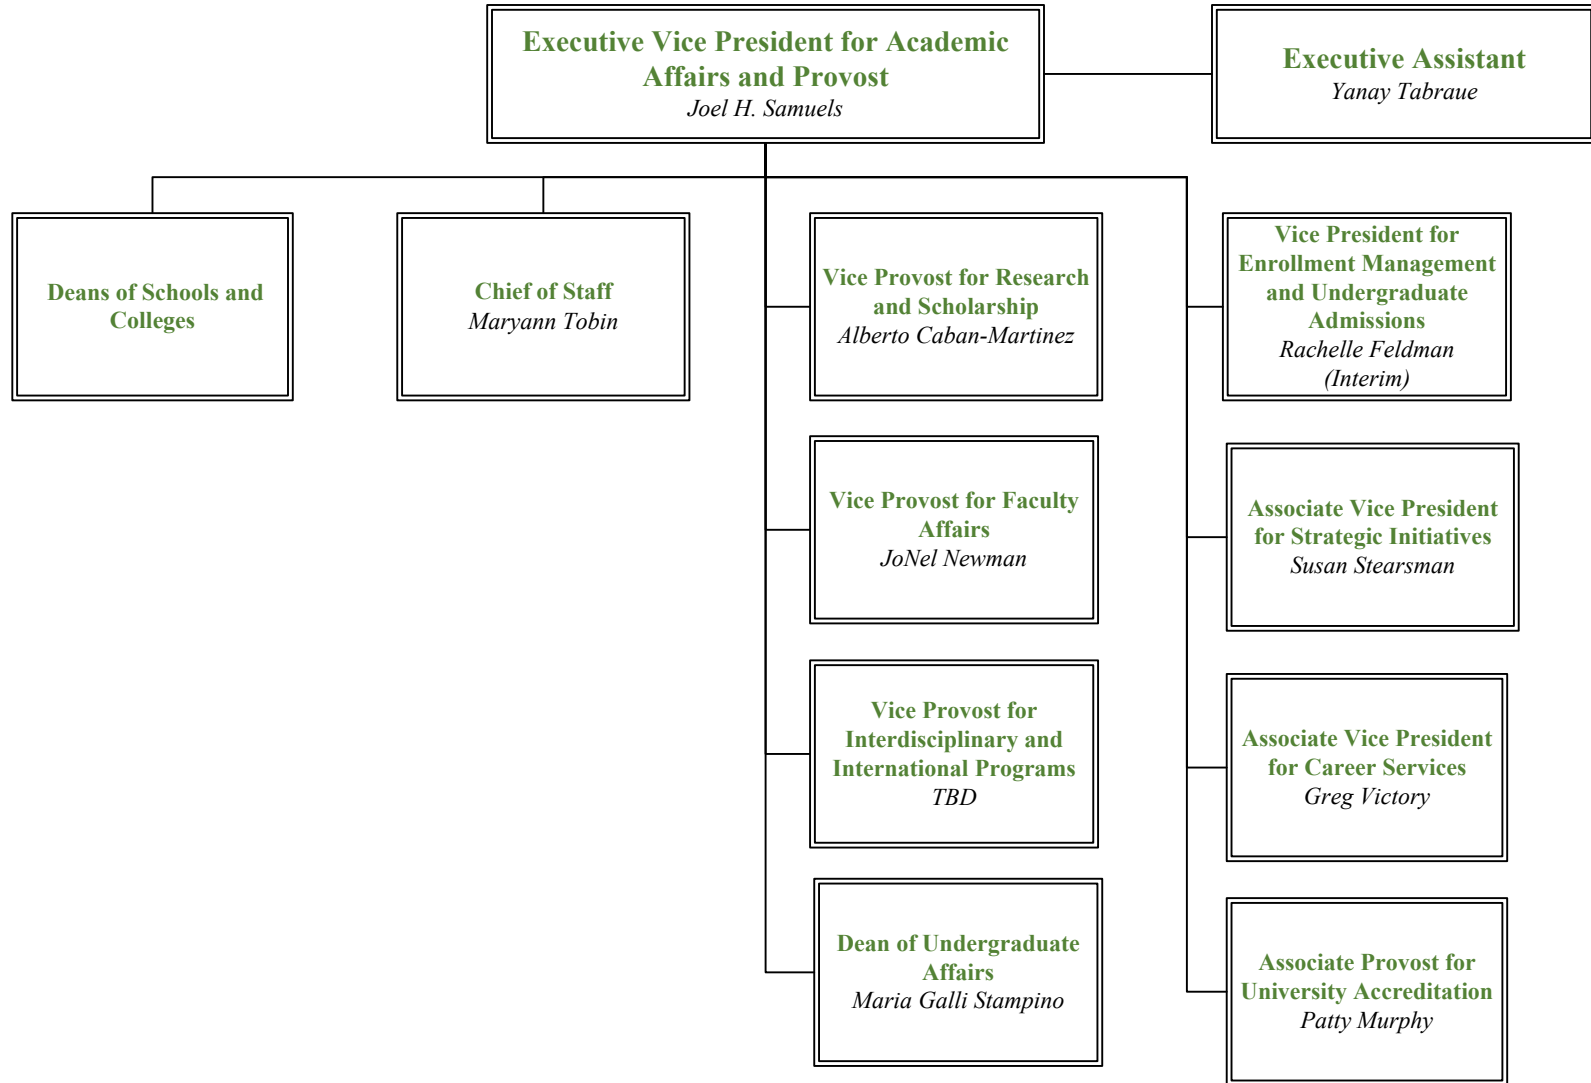 Executive Vice President for Academic
Affairs and Provost
Joel H. Samuels
Executive Assistant
Yanay Tabraue
Deans of Schools and
Colleges
Chief of Staff
Maryann Tobin
Vice Provost for Research
and Scholarship
Alberto Caban-Martinez
Vice President for
Enrollment Management
and Undergraduate
Admissions
Rachelle Feldman
(Interim)
Vice Provost for Faculty
Affairs
JoNel Newman
Associate Vice President
for Strategic Initiatives
Susan Stearsman
Vice Provost for
Interdisciplinary and
International Programs
TBD
Associate Vice President
for Career Services
Greg Victory
Dean of Undergraduate
Affairs
Maria Galli Stampino
Associate Provost for
University Accreditation
Patty Murphy